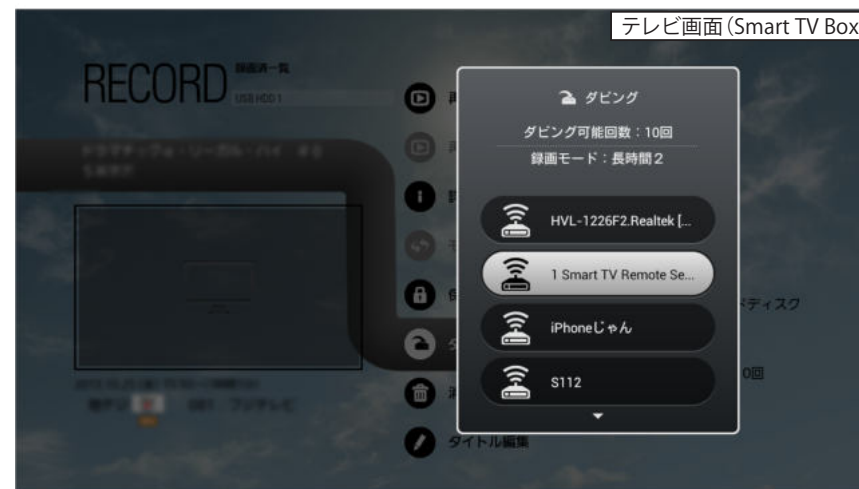 テレビ画面（Smart TV Box
RECORD 録画済一覧
USB HDD 1
ダビング
ダビング可能回数：10回
録画モード：長時間２
HVL-1226F2.Realtek [...
1 Smart TV Remote Se...
iPhoneじゃん
S112
ドディスク
0回
タイトル編集